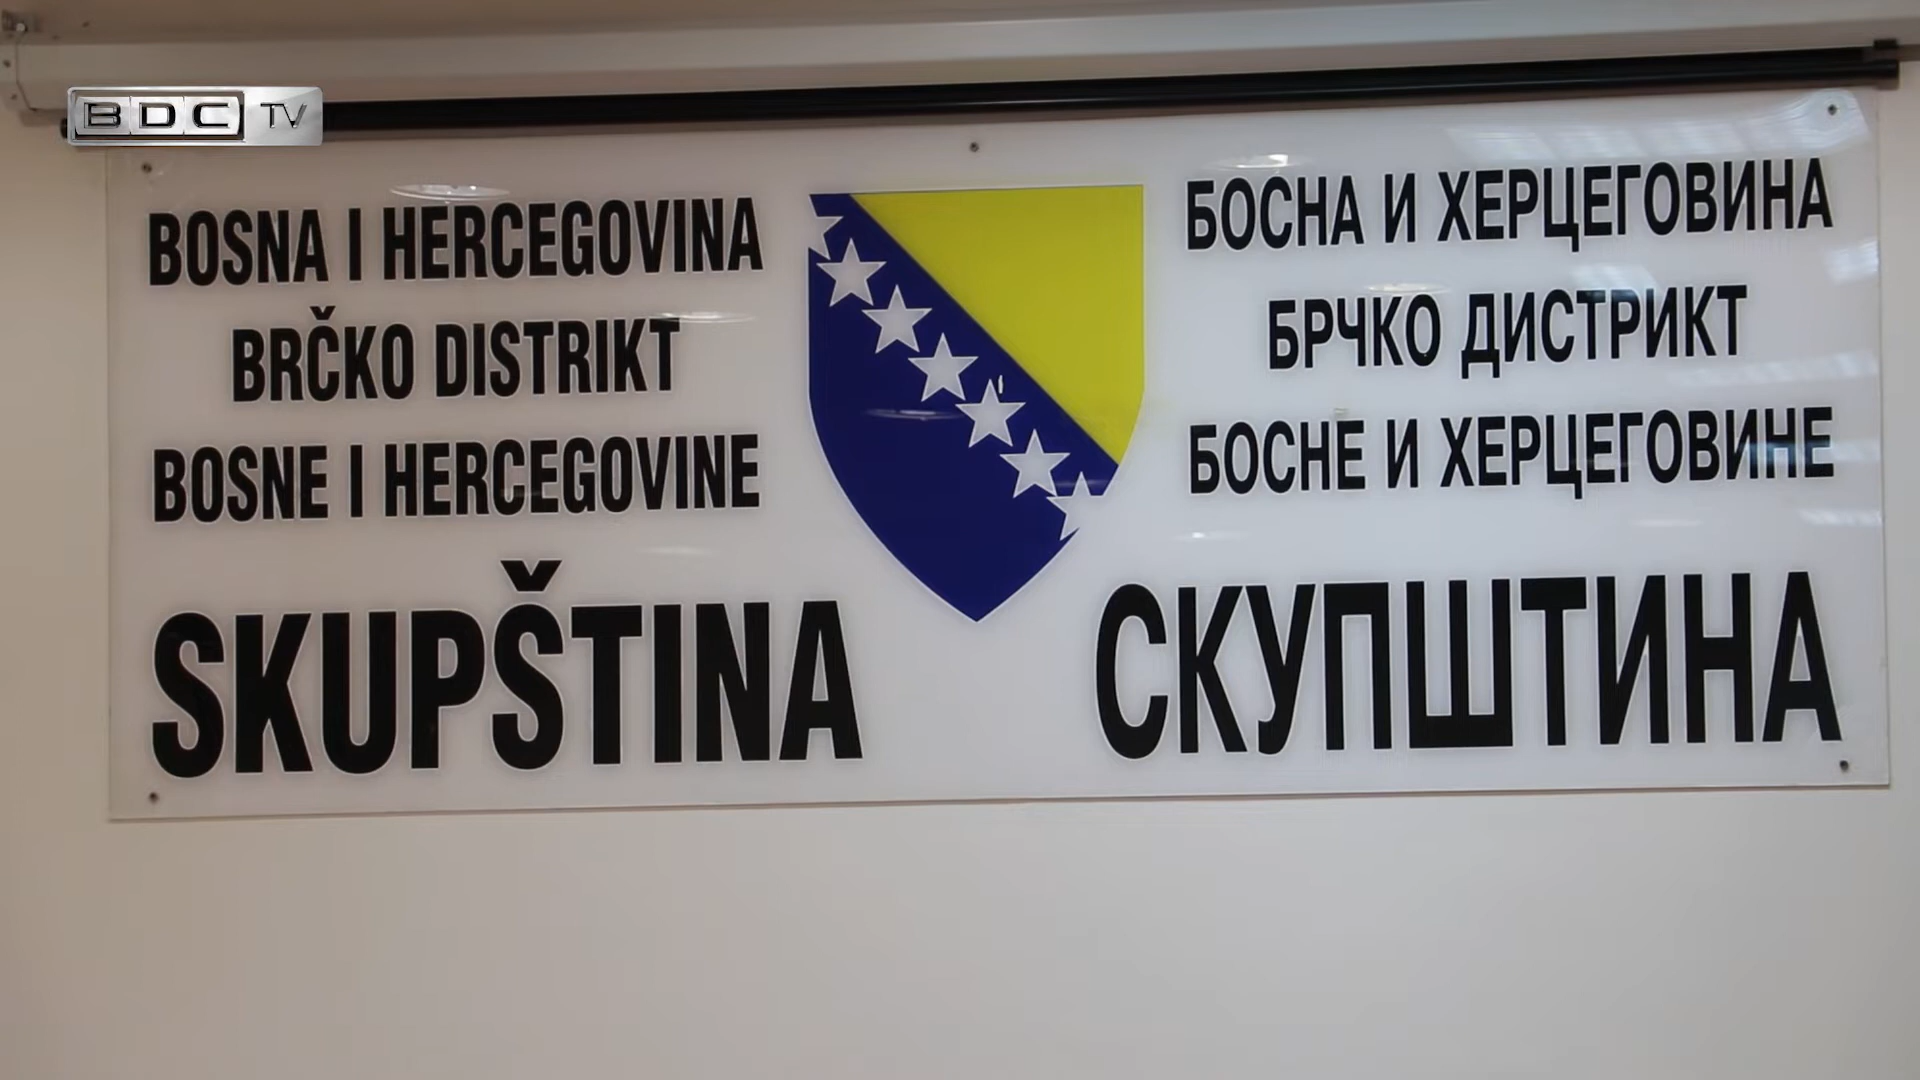 BDC TV
BOSNA I HERCEGOVINA
BRČKO DISTRIKT
BOSNE I HERCEGOVINE
SKUPŠTINA
БОСНА И ХЕРЦЕГОВИНА
БРЧКО ДИСТРИКТ
БОСНЕ И ХЕРЦЕГОВИНЕ
СКУПШТИНА